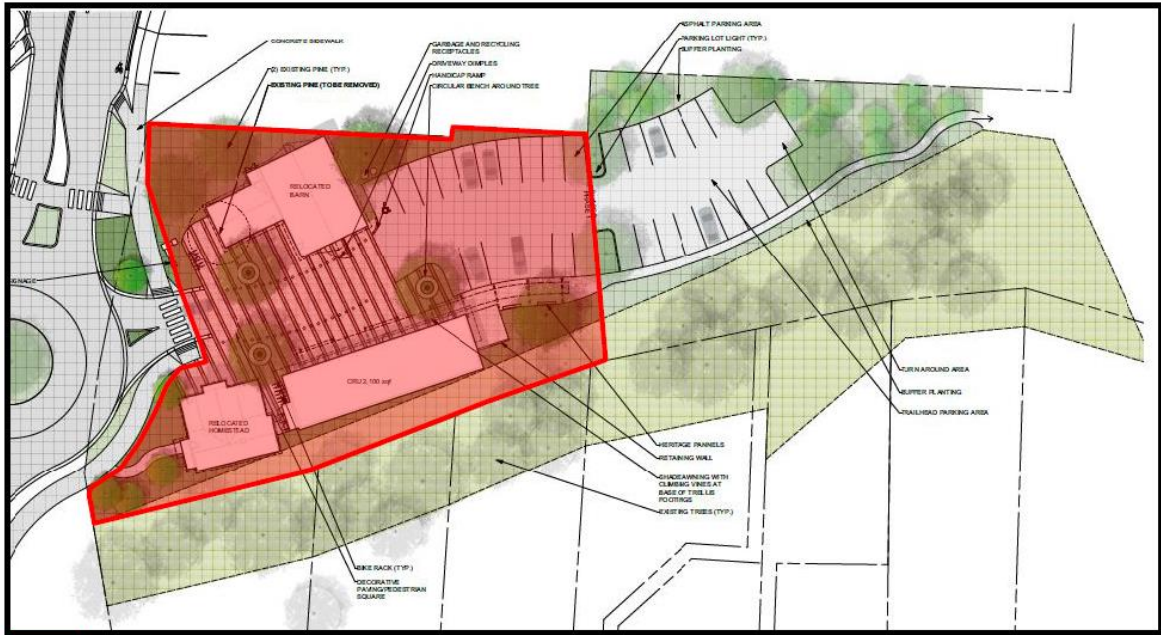 CONCRETE SIDEWALK
(2) EXISTING PINE (TYP.)
EXISTING PINE (TO BE REMOVED)
GARBAGE AND RECYCLING
RECEPTACLES
DRIVEWAY DIMPLES
HANDICAP RAMP
CIRCULAR BENCH AROUND TREE
ASPHALT PARKING AREA
PARKING LOT LIGHT (TYP.)
BUFFER PLANTING
RELOCATED
BARN
SIGNAGE
CRU 3,100 sqf
RELOCATED
HOMESTEAD
TURN AROUND AREA
BUFFER PLANTING
TRAILHEAD PARKING AREA
HERITAGE PANNELS
RETAINING WALL
SHADEAWNING WITH
CLIMBING VINES AT
BASE OF TRELLIS
FOOTINGS
EXISTING TREES (TYP.)
BIKE RACK (TYP.)
DECORATIVE
PAVING/PEDESTRIAN
SQUARE